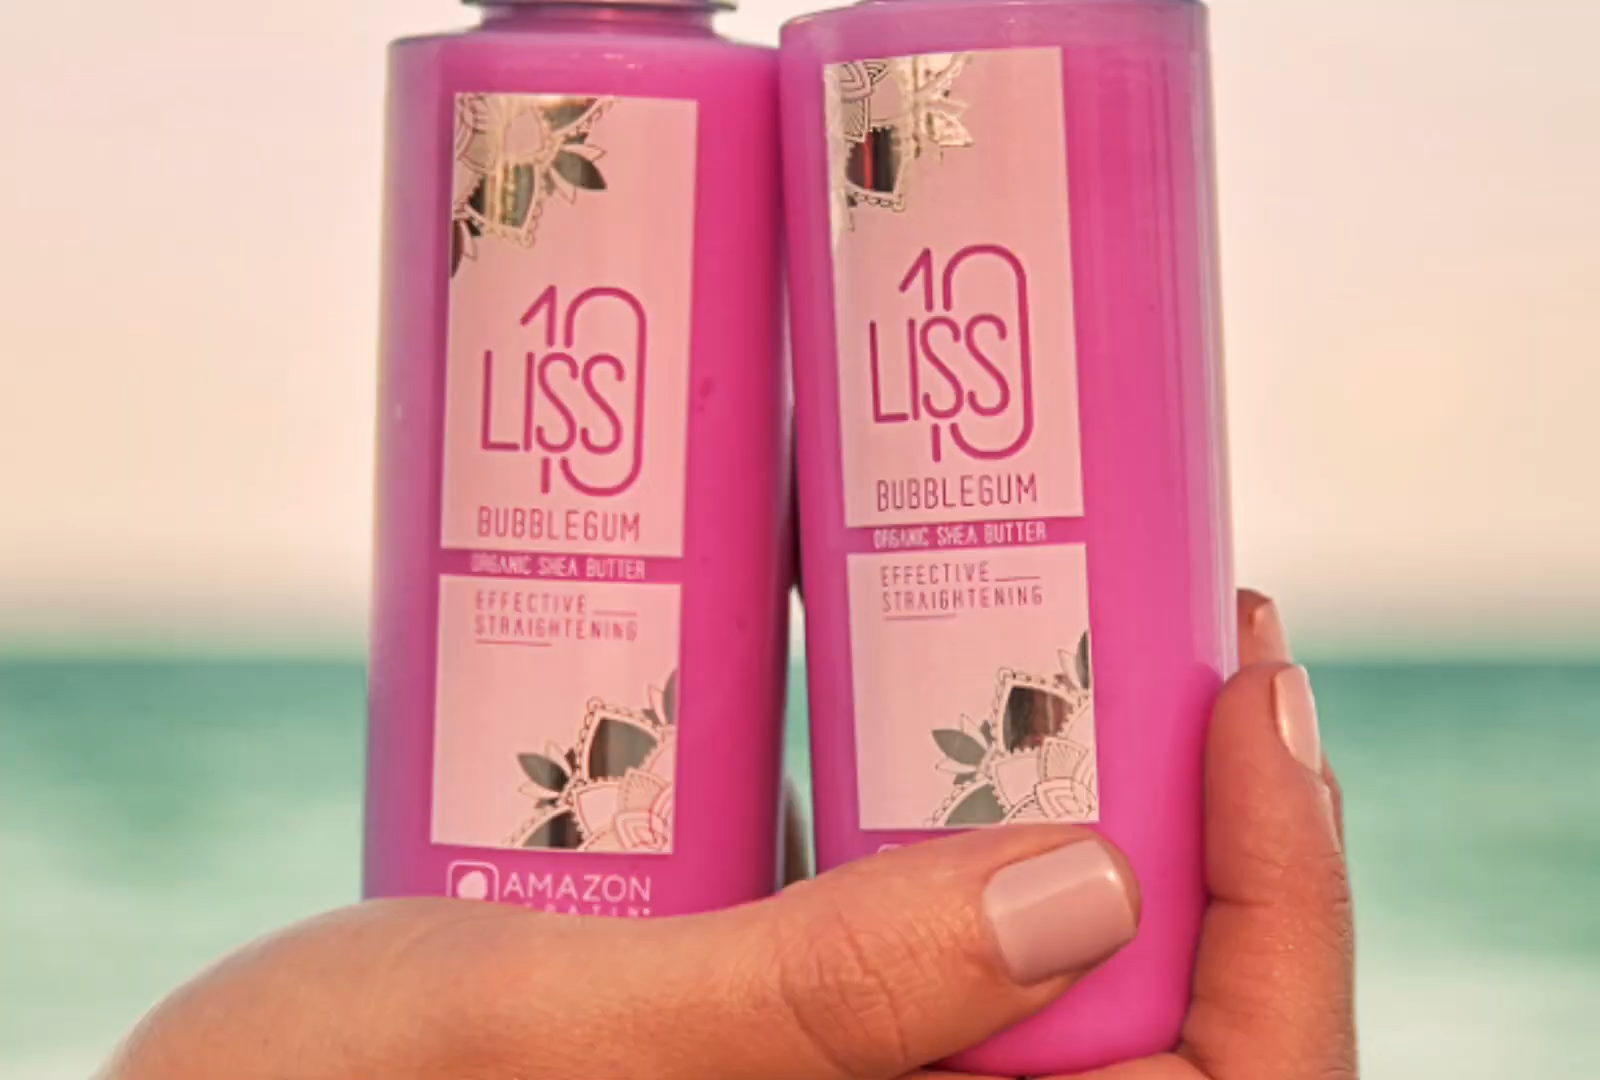 10
LISS
BUBBLEGUM
ORGANIC SHEA BUTTER
EFFECTIVE
STRAIGHTENING
AMAZON
10
LISS
BUBBLEGUM
ORGANIC SHEA BUTTER
EFFECTIVE
STRAIGHTENING